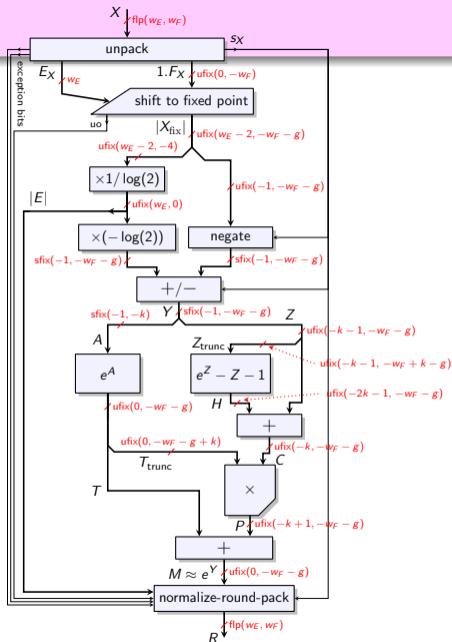 X
flp(w_E, w_F)
unpack
s_X
exception bits
E_X
w_E
1.F_X
ufix(0, −w_F)
shift to fixed point
uo
|X_fix|
ufix(w_E − 2, −w_F − g)
ufix(w_E − 2, −4)
×1/ log(2)
ufix(−1, −w_F − g)
|E|
ufix(w_E, 0)
×(− log(2))
negate
sfix(−1, −w_F − g)
sfix(−1, −w_F − g)
+/−
sfix(−1, −k)
Y
sfix(−1, −w_F − g)
Z
ufix(−k − 1, −w_F − g)
A
Z_trunc
ufix(−k − 1, −w_F + k − g)
e^A
e^Z − Z − 1
ufix(−2k − 1, −w_F − g)
ufix(0, −w_F − g)
H
+
ufix(0, −w_F − g + k)
ufix(−k, −w_F − g)
T_trunc
C
×
T
P
ufix(−k + 1, −w_F − g)
+
M ≈ e^Y
ufix(0, −w_F − g)
normalize-round-pack
flp(w_E, w_F)
R